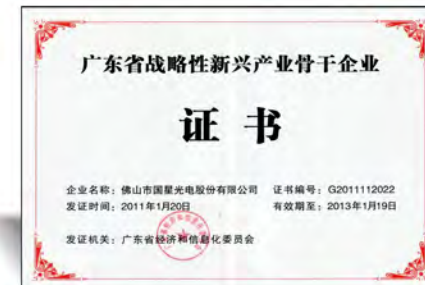 广东省战略性新兴产业骨干企业
证书
企业名称：佛山市国星光电股份有限公司 证书编号：G2011112022
发证时间：2011年1月20日 有效期至：2013年1月19日
发证机关：广东省经济和信息化委员会